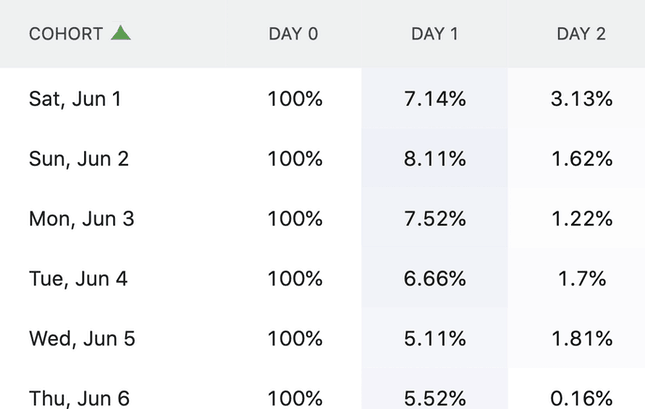 COHORT DAY 0 DAY 1 DAY 2
Sat, Jun 1 100% 7.14% 3.13%
Sun, Jun 2 100% 8.11% 1.62%
Mon, Jun 3 100% 7.52% 1.22%
Tue, Jun 4 100% 6.66% 1.7%
Wed, Jun 5 100% 5.11% 1.81%
Thu, Jun 6 100% 5.52% 0.16%